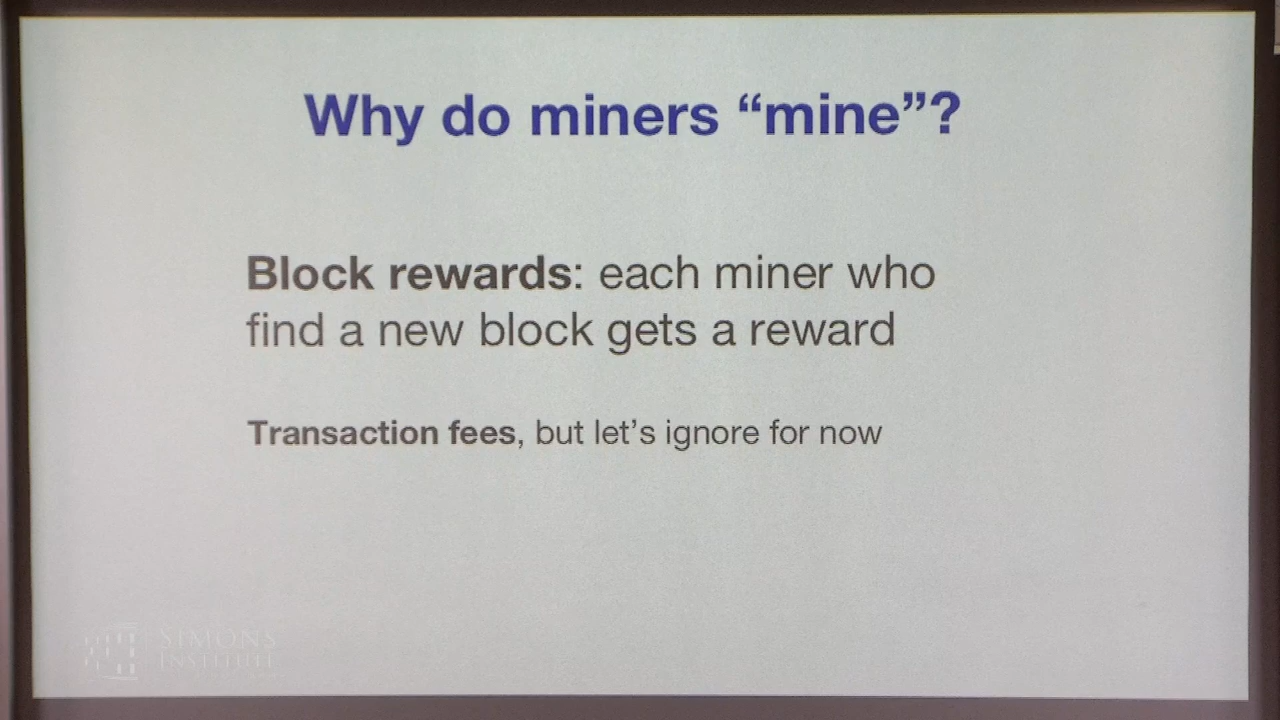 Why do miners “mine”?
Block rewards: each miner who
find a new block gets a reward
Transaction fees, but let’s ignore for now
SIMONS
INSTITUTE